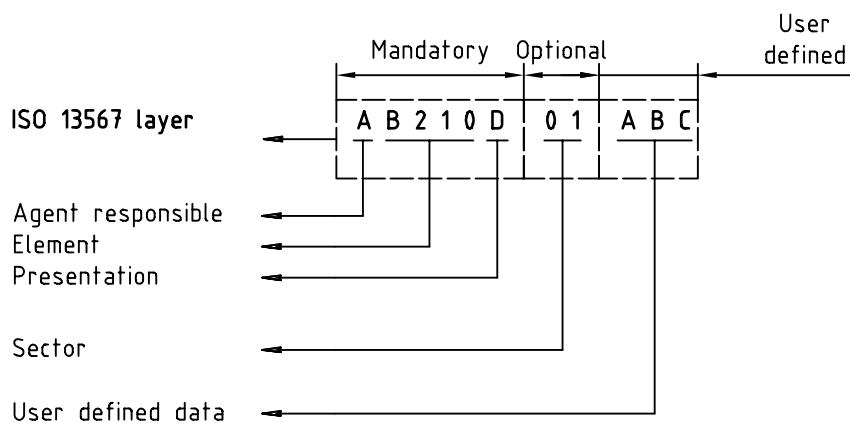 User
Mandatory Optional defined
ISO 13567 layer A B 2 1 0 D 0 1 A B C
Agent responsible
Element
Presentation
Sector
User defined data